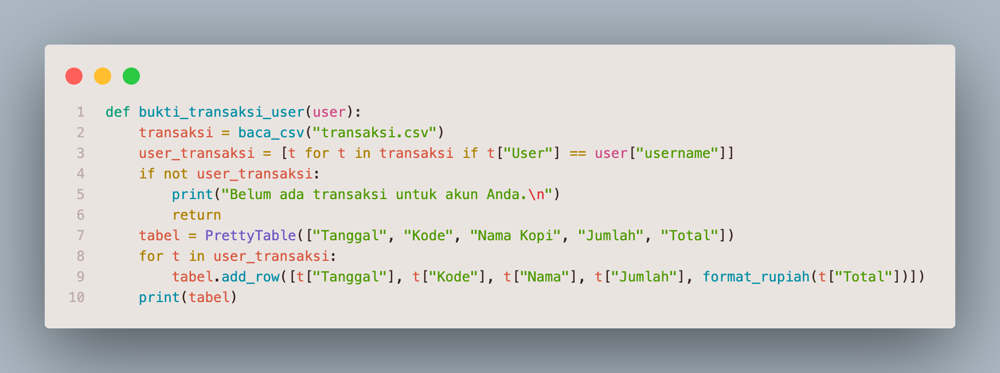 1 def bukti_transaksi_user(user):
2     transaksi = baca_csv("transaksi.csv")
3     user_transaksi = [t for t in transaksi if t["User"] == user["username"]]
4     if not user_transaksi:
5         print("Belum ada transaksi untuk akun Anda.\n")
6         return
7     tabel = PrettyTable(["Tanggal", "Kode", "Nama Kopi", "Jumlah", "Total"])
8     for t in user_transaksi:
9         tabel.add_row([t["Tanggal"], t["Kode"], t["Nama"], t["Jumlah"], format_rupiah(t["Total"])])
10     print(tabel)